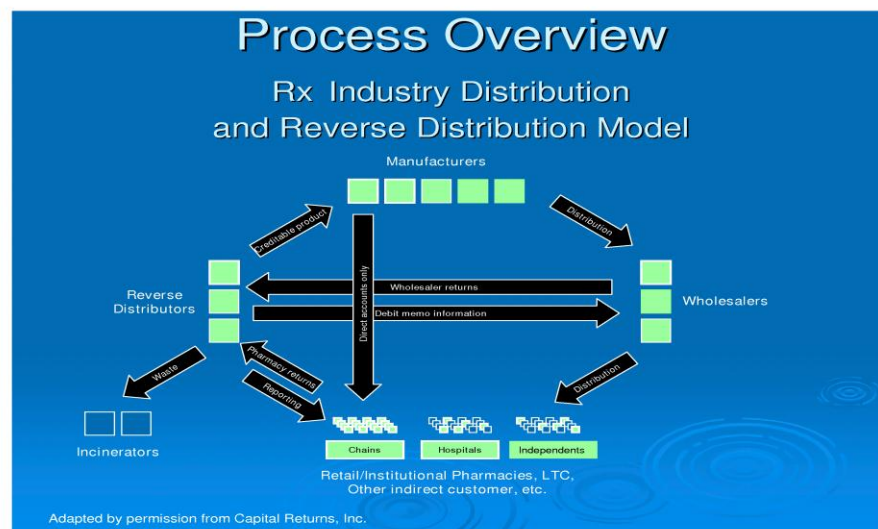 Process Overview
Rx Industry Distribution
and Reverse Distribution Model
Manufacturers
Creditable product
Distribution
Direct accounts only
Reverse
Distributors
Wholesaler returns
Debit memo information
Wholesalers
Waste
Pharmacy returns
Reporting
Distribution
Incinerators
Chains
Hospitals
Independents
Retail/Institutional Pharmacies, LTC,
Other indirect customer, etc.
Adapted by permission from Capital Returns, Inc.